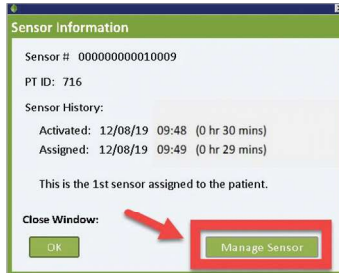 Sensor Information
Sensor # 000000000010009
PT ID: 716
Sensor History:
Activated: 12/08/19 09:48 (0 hr 30 mins)
Assigned: 12/08/19 09:49 (0 hr 29 mins)
This is the 1st sensor assigned to the patient.
Close Window:
OK
Manage Sensor